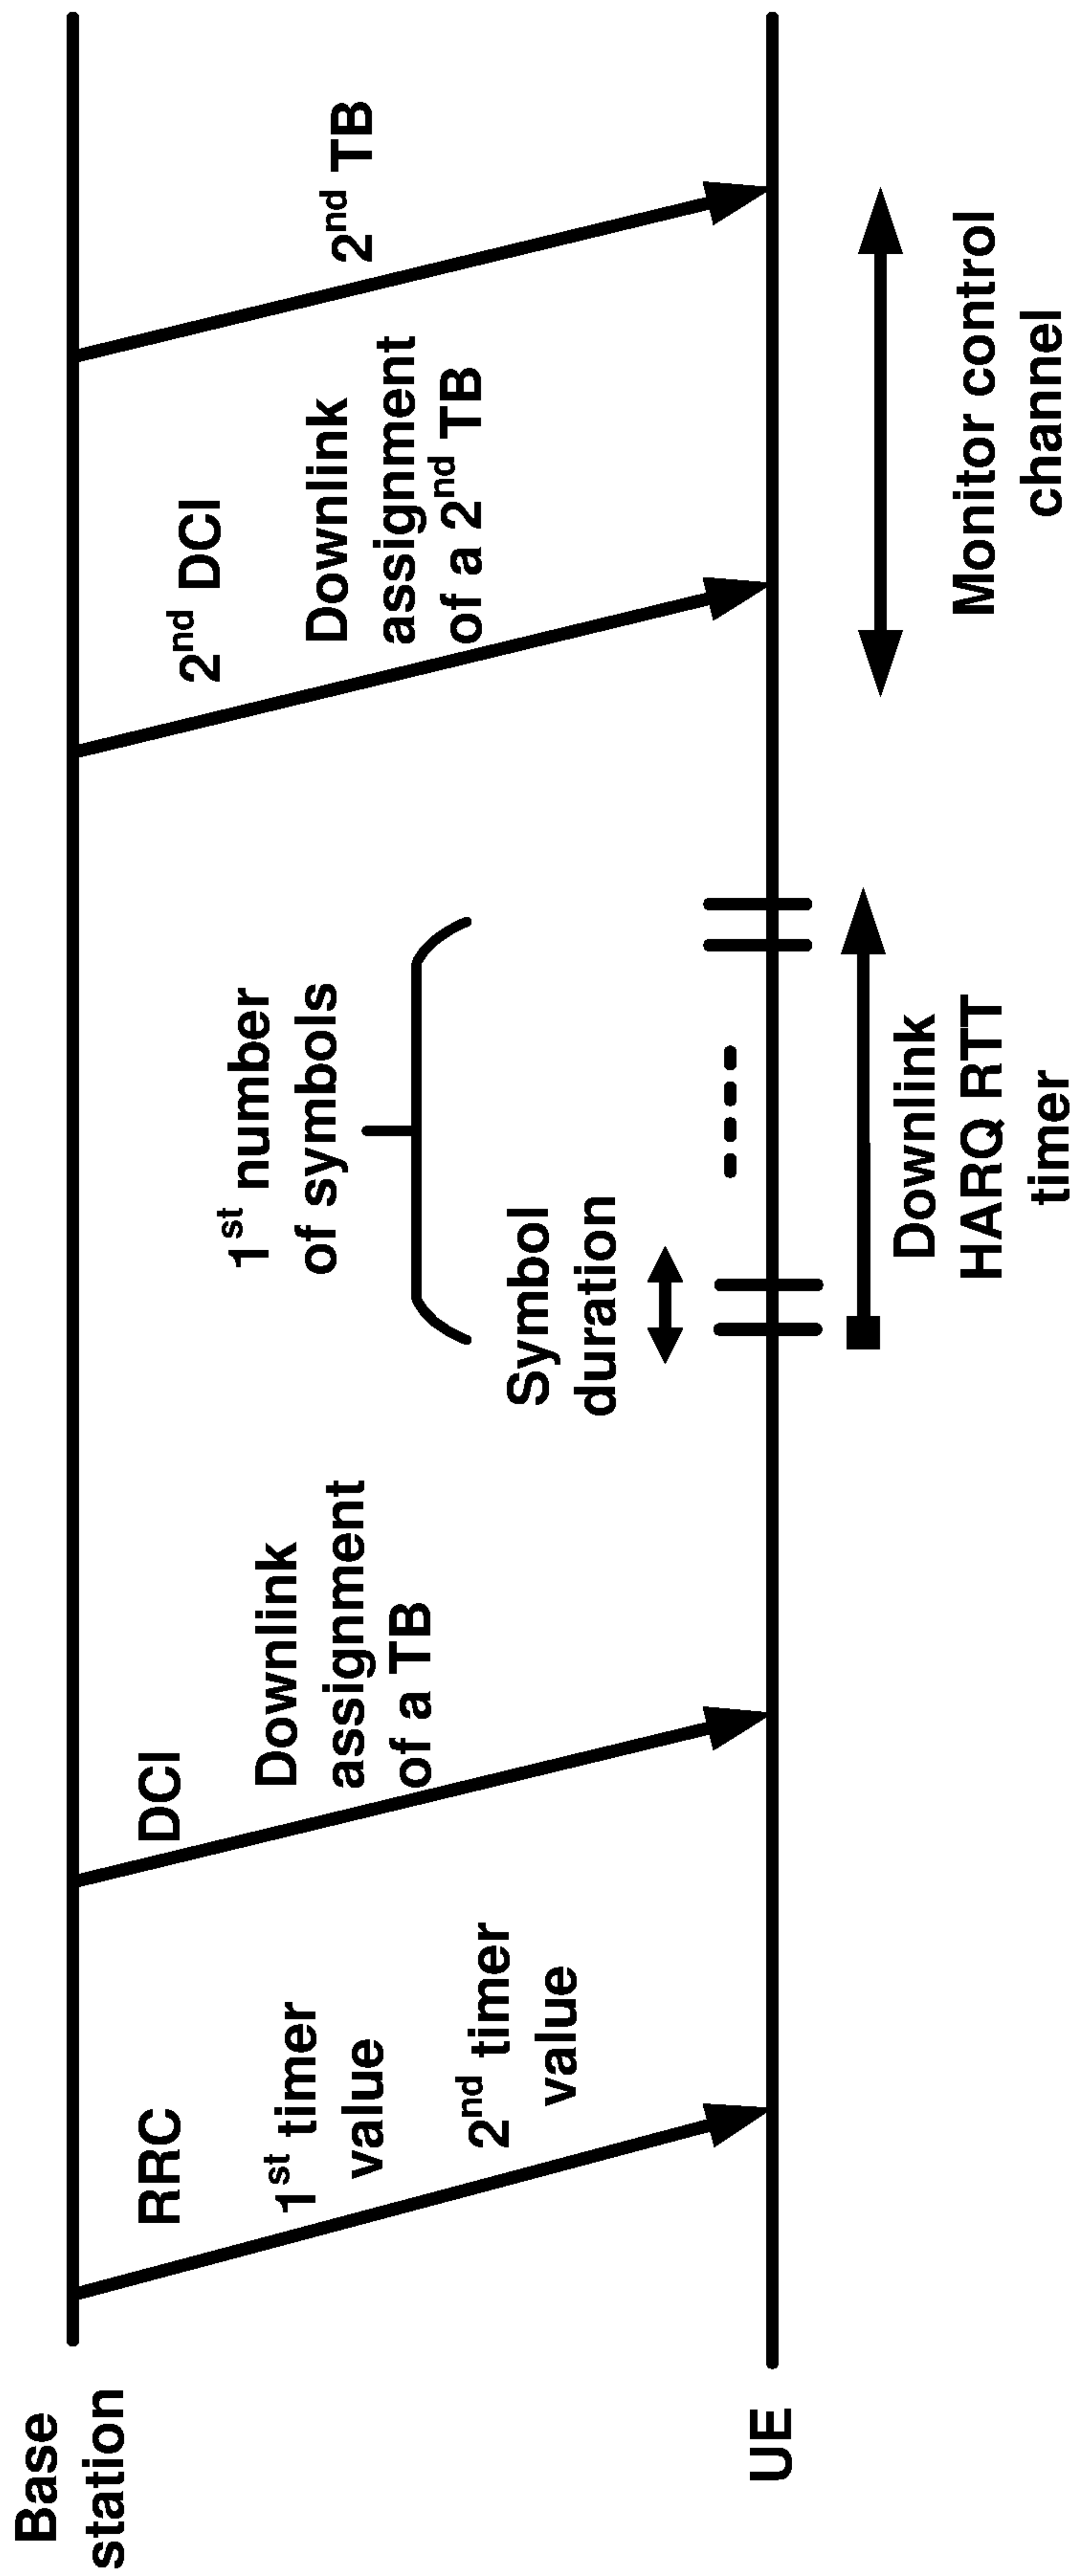 Base
station
RRC
1st timer
value
2nd timer
value
DCI
Downlink
assignment
of a TB
1st number
of symbols
Symbol
duration
2nd DCI
Downlink
assignment
of a 2nd TB
2nd TB
UE
Downlink
HARQ RTT
timer
Monitor control
channel